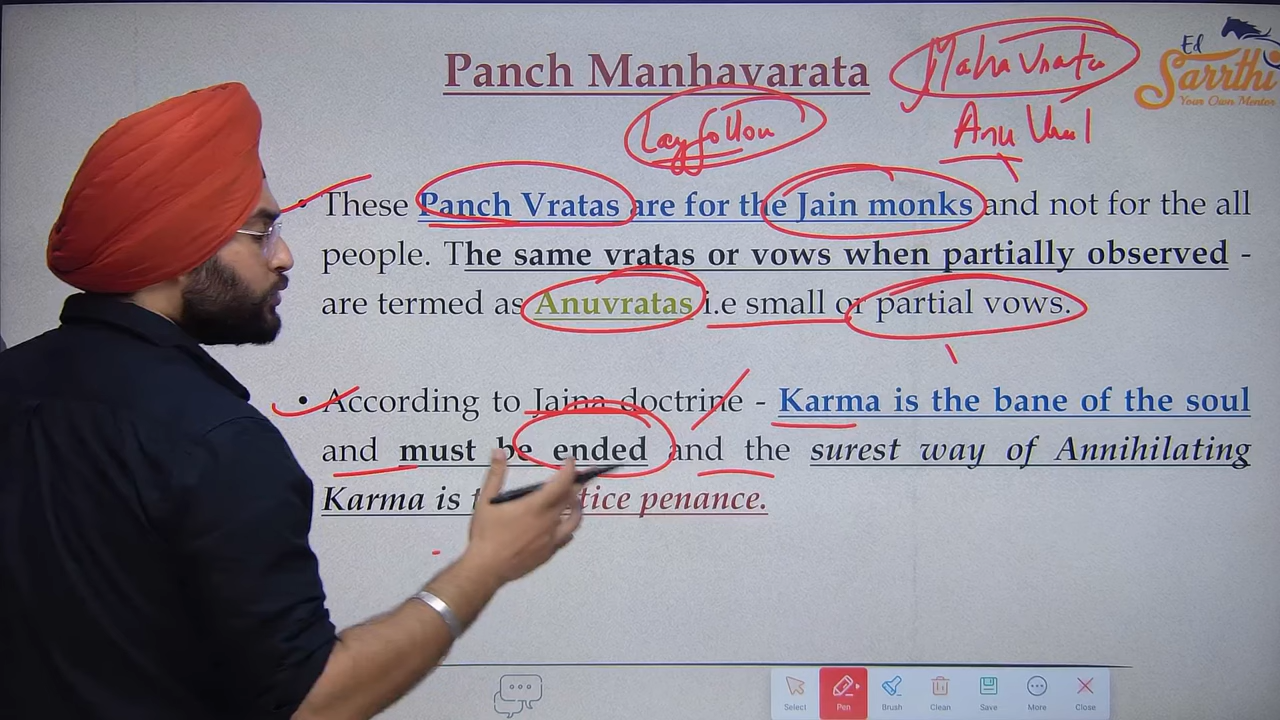 Panch Manhavarata
Maha Vrata
Ed
Sarrthi
Your Own Mentor
Lay follow
Anu
• These Panch Vratas are for the Jain monks and not for the all
people. The same vratas or vows when partially observed -
are termed as Anuvratas i.e small or partial vows.
• According to Jaina doctrine - Karma is the bane of the soul
and must be ended and the surest way of Annihilating
Karma is penance.
Select
Pen
Brush
Clean
Save
More
Close